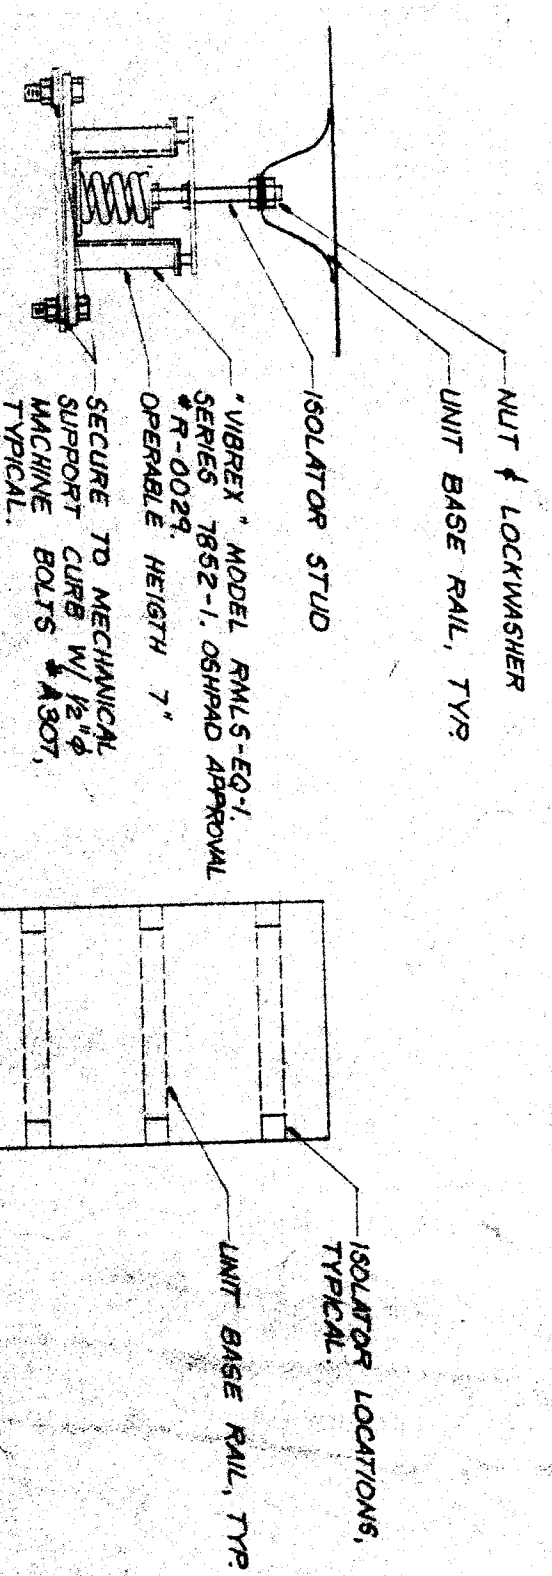 NUT & LOCKWASHER
UNIT BASE RAIL, TYP.
ISOLATOR STUD
"VIBREX" MODEL RMLS-EQ-1.
SERIES 7852-1. OSHPAD APPROVAL
#R-0029.
OPERABLE HEIGTH 7"
SECURE TO MECHANICAL
SUPPORT CURB W/ ½"ϕ
MACHINE BOLTS #A307,
TYPICAL.
ISOLATOR LOCATIONS,
TYPICAL.
UNIT BASE RAIL, TYP.